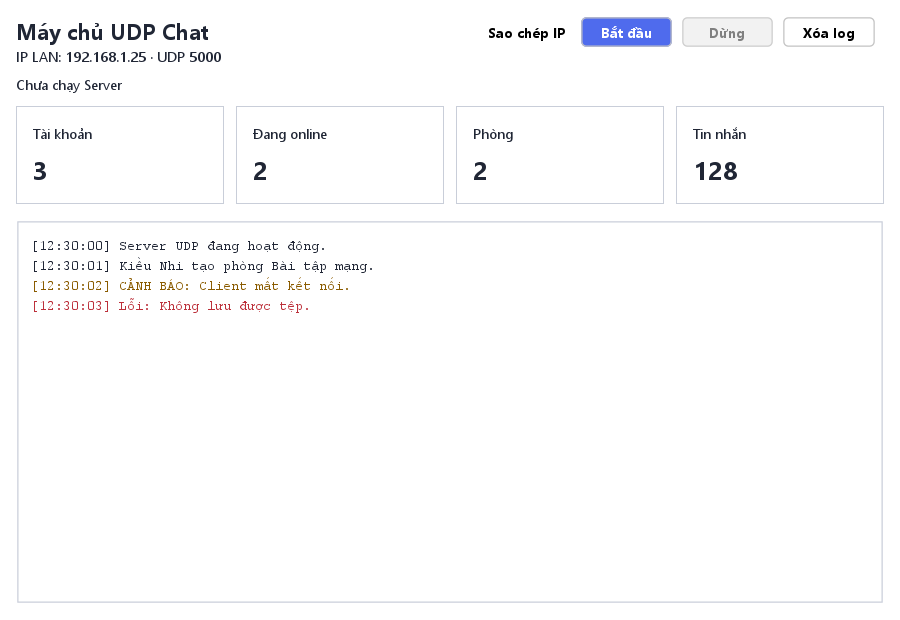 Máy chủ UDP Chat
Sao chép IP
Bắt đầu
Dừng
Xóa log
IP LAN: 192.168.1.25 · UDP 5000
Chưa chạy Server
Tài khoản
3
Đang online
2
Phòng
2
Tin nhắn
128
[12:30:00] Server UDP đang hoạt động.
[12:30:01] Kiều Nhi tạo phòng Bài tập mạng.
[12:30:02] CẢNH BÁO: Client mất kết nối.
[12:30:03] Lỗi: Không lưu được tệp.